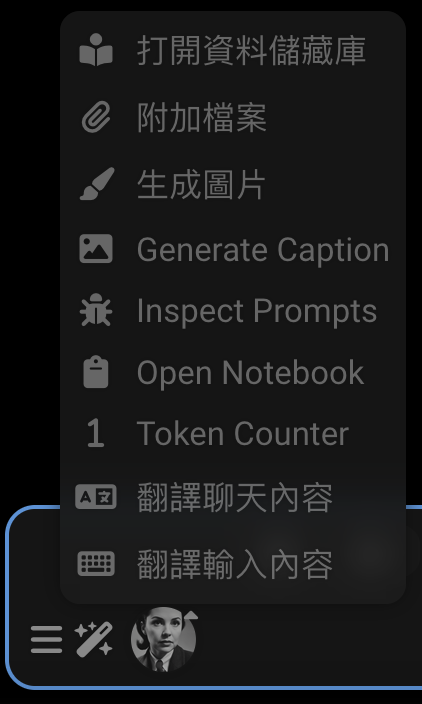 打開資料儲藏庫
附加檔案
生成圖片
Generate Caption
Inspect Prompts
Open Notebook
1 Token Counter
翻譯聊天內容
翻譯輸入內容